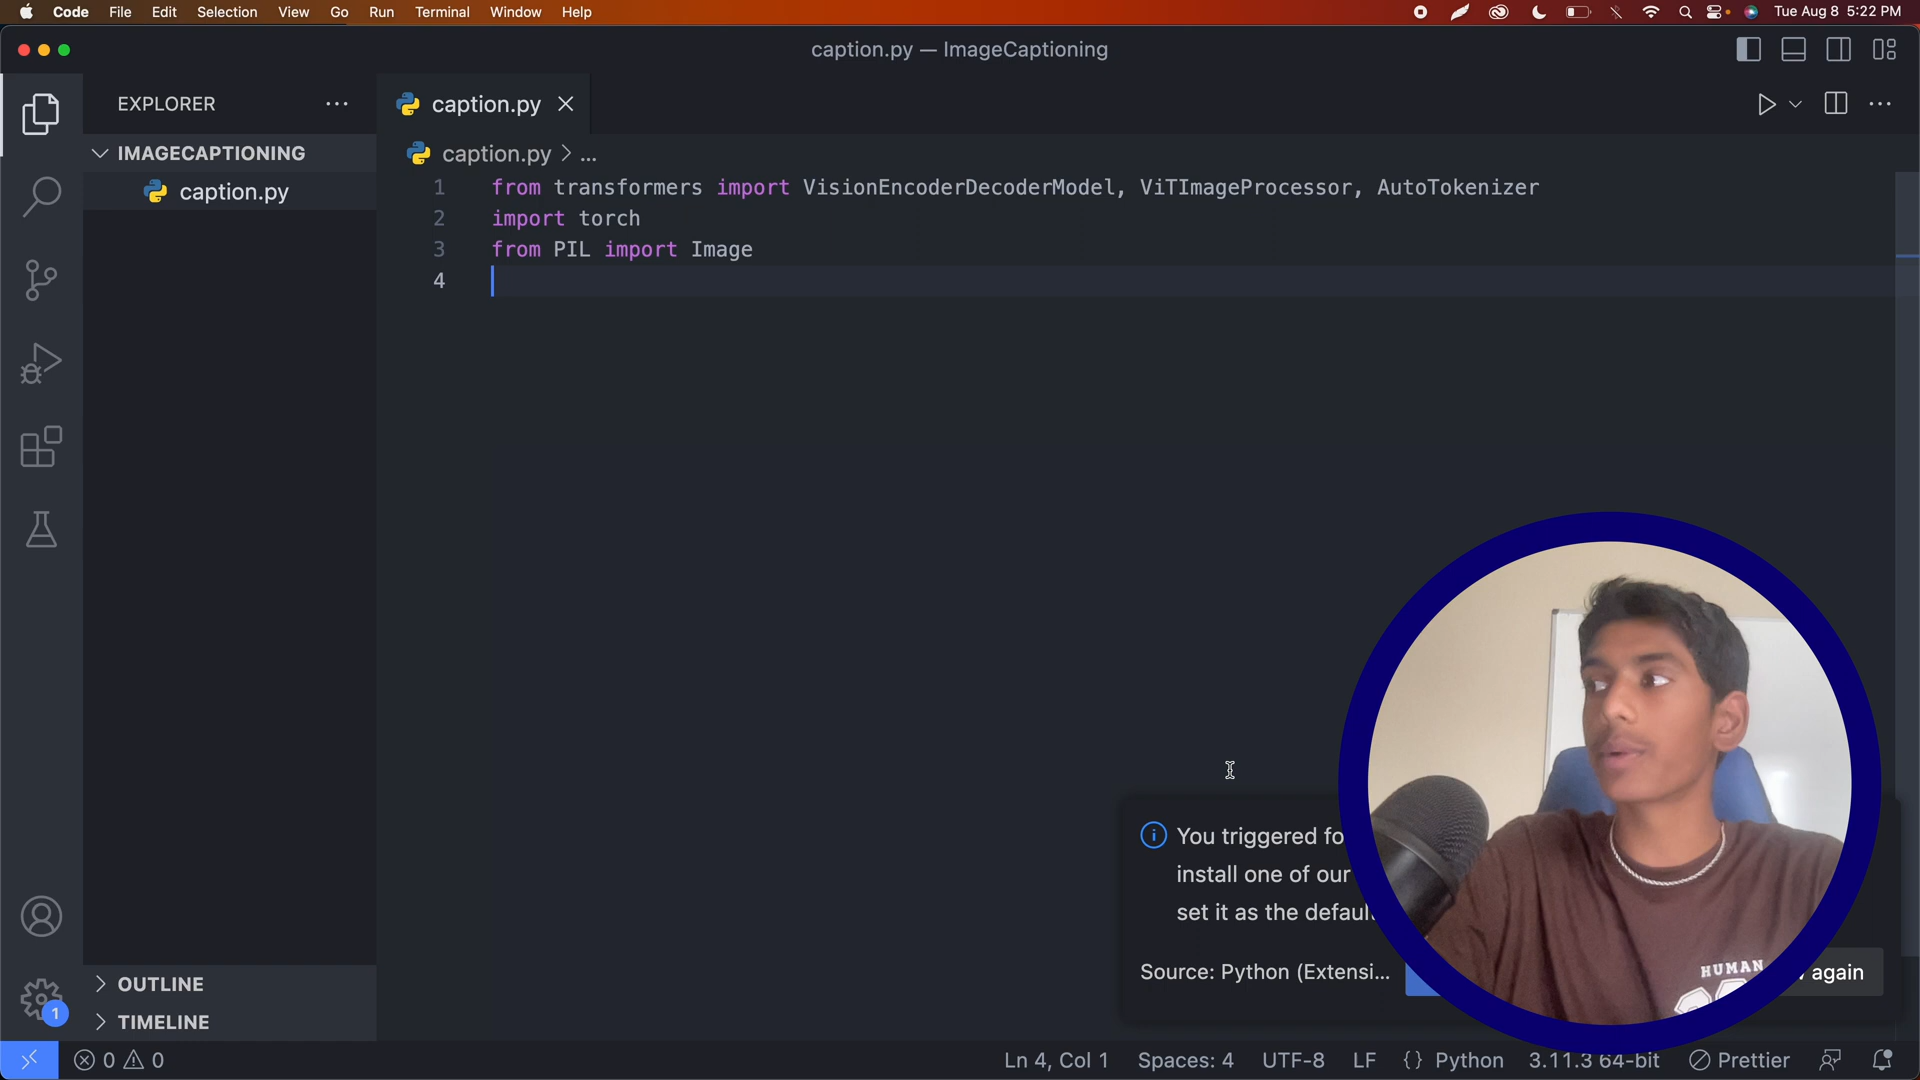 Code File Edit Selection View Go Run Terminal Window Help Tue Aug 8 5:22 PM
caption.py — ImageCaptioning
EXPLORER
caption.py
IMAGECAPTIONING
caption.py
caption.py > ...
1 from transformers import VisionEncoderDecoderModel, ViTImageProcessor, AutoTokenizer
2 import torch
3 from PIL import Image
4
You triggered fo
install one of our
set it as the defaul
Source: Python (Extensi...
again
HUMAN
OUTLINE
1
TIMELINE
0 0 Ln 4, Col 1 Spaces: 4 UTF-8 LF {} Python 3.11.3 64-bit Prettier